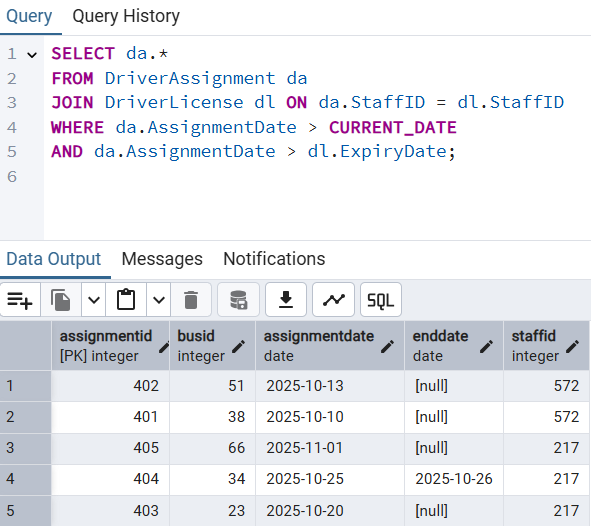 Query Query History
1 SELECT da.*
2 FROM DriverAssignment da
3 JOIN DriverLicense dl ON da.StaffID = dl.StaffID
4 WHERE da.AssignmentDate > CURRENT_DATE
5 AND da.AssignmentDate > dl.ExpiryDate;
6
Data Output Messages Notifications
SQL
assignmentid busid assignmentdate enddate staffid
[PK] integer integer date date integer
1 402 51 2025-10-13 [null] 572
2 401 38 2025-10-10 [null] 572
3 405 66 2025-11-01 [null] 217
4 404 34 2025-10-25 2025-10-26 217
5 403 23 2025-10-20 [null] 217